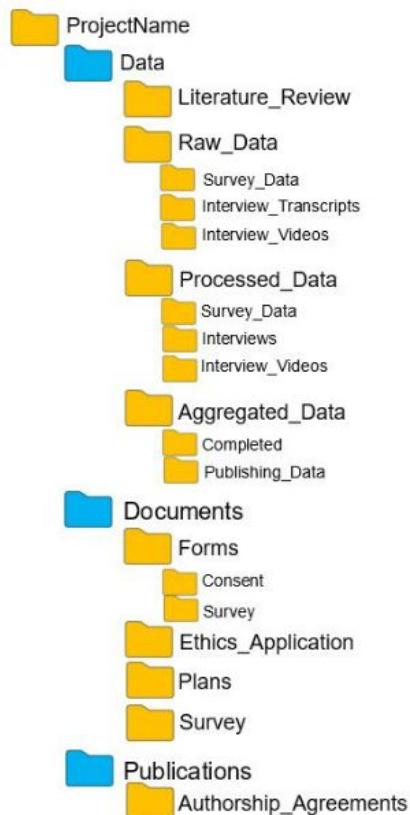 ProjectName
Data
Literature_Review
Raw_Data
Survey_Data
Interview_Transcripts
Interview_Videos
Processed_Data
Survey_Data
Interviews
Interview_Videos
Aggregated_Data
Completed
Publishing_Data
Documents
Forms
Consent
Survey
Ethics_Application
Plans
Survey
Publications
Authorship_Agreements